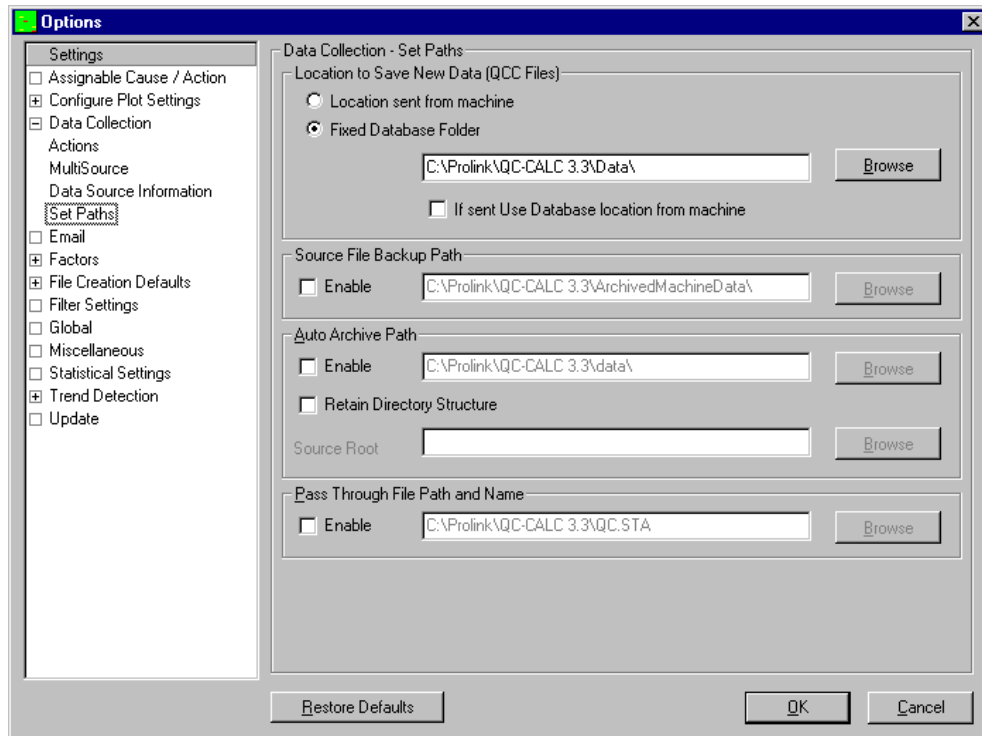 Options
Settings
Assignable Cause / Action
Configure Plot Settings
Data Collection
Actions
MultiSource
Data Source Information
Set Paths
Email
Factors
File Creation Defaults
Filter Settings
Global
Miscellaneous
Statistical Settings
Trend Detection
Update
Data Collection - Set Paths
Location to Save New Data (QCC Files)
Location sent from machine
Fixed Database Folder
C:\Prolink\QC-CALC 3.3\Data\ Browse
If sent Use Database location from machine
Source File Backup Path
Enable C:\Prolink\QC-CALC 3.3\ArchivedMachineData\ Browse
Auto Archive Path
Enable C:\Prolink\QC-CALC 3.3\data\ Browse
Retain Directory Structure
Source Root Browse
Pass Through File Path and Name
Enable C:\Prolink\QC-CALC 3.3\QC.STA Browse
Restore Defaults OK Cancel